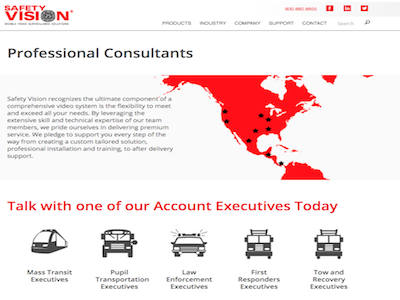 SAFETY
VISION®
MOBILE VIDEO SURVEILLANCE SOLUTIONS
PRODUCTS INDUSTRY COMPANY SUPPORT CONTACT Search
Professional Consultants
Safety Vision recognizes the ultimate component of a
comprehensive video system is the flexibility to meet
and exceed all your needs. By leveraging the
extensive skill and technical expertise of our team
members, we pride ourselves in delivering premium
service. We pledge to support you every step of the
way from creating a custom tailored solution,
professional installation and training, to after delivery
support.
Talk with one of our Account Executives Today
Mass Transit
Executives
Pupil
Transportation
Executives
Law
Enforcement
Executives
First
Responders
Executives
Tow and
Recovery
Executives